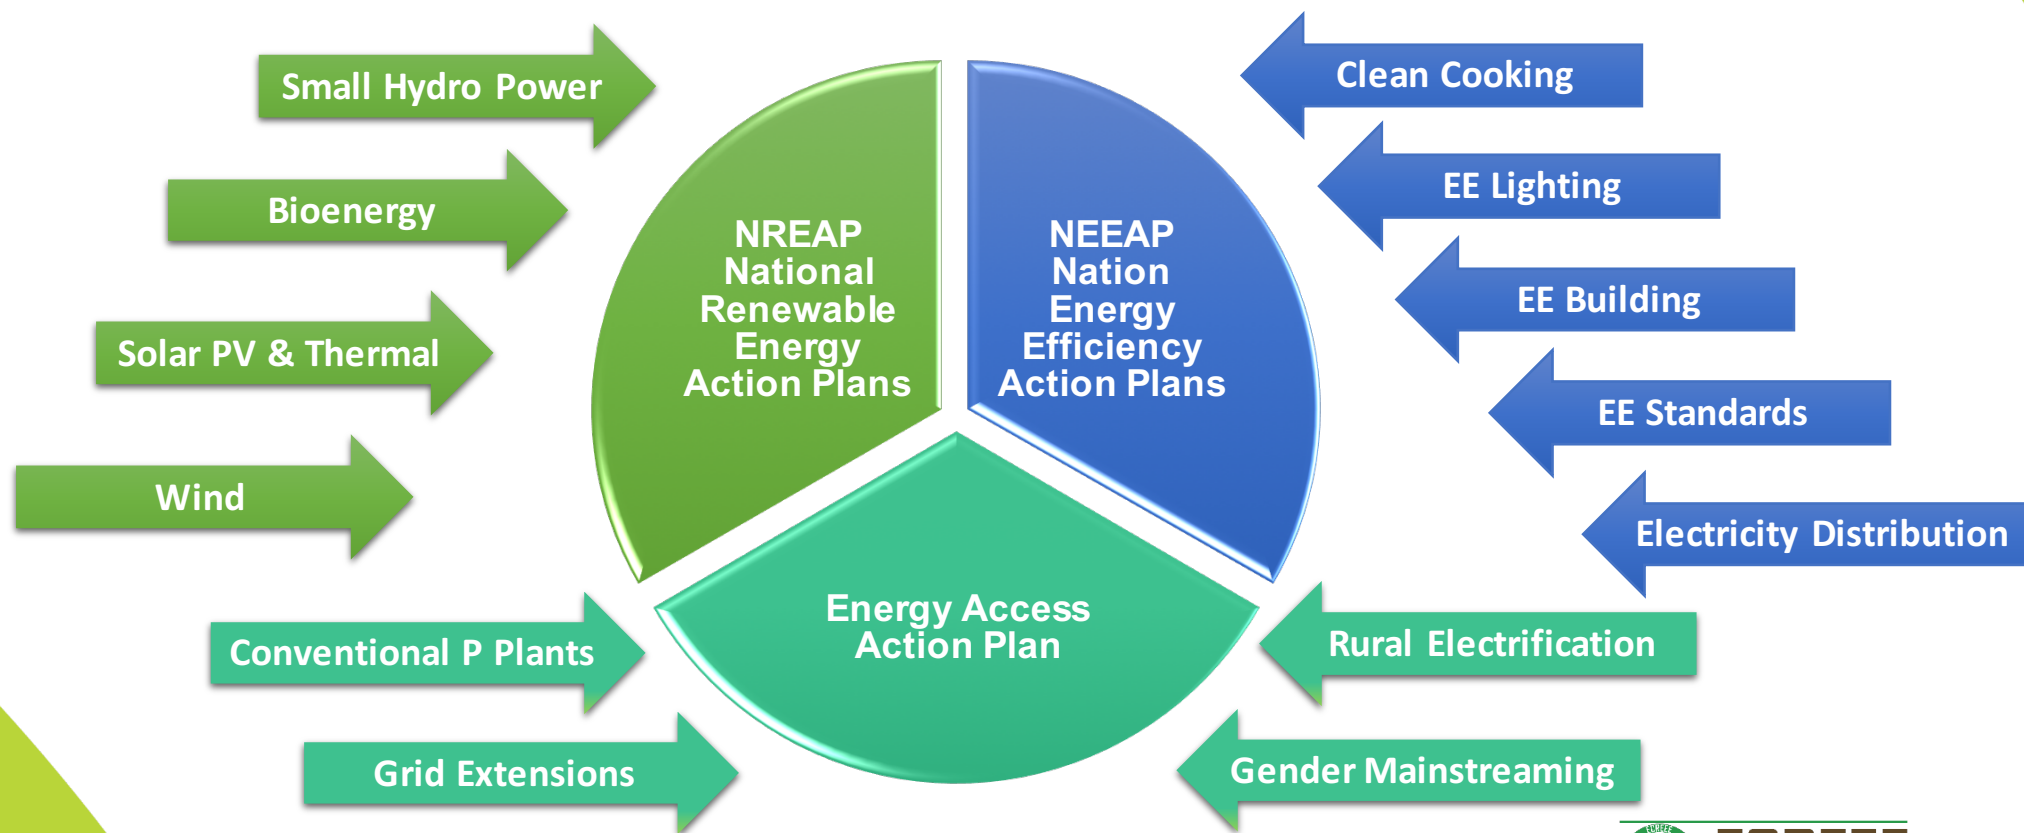 Small Hydro Power
Bioenergy
Solar PV & Thermal
Wind
NREAP
National
Renewable
Energy
Action Plans
NEEAP
Nation
Energy
Efficiency
Action Plans
Clean Cooking
EE Lighting
EE Building
EE Standards
Electricity Distribution
Energy Access
Action Plan
Conventional P Plants
Grid Extensions
Rural Electrification
Gender Mainstreaming